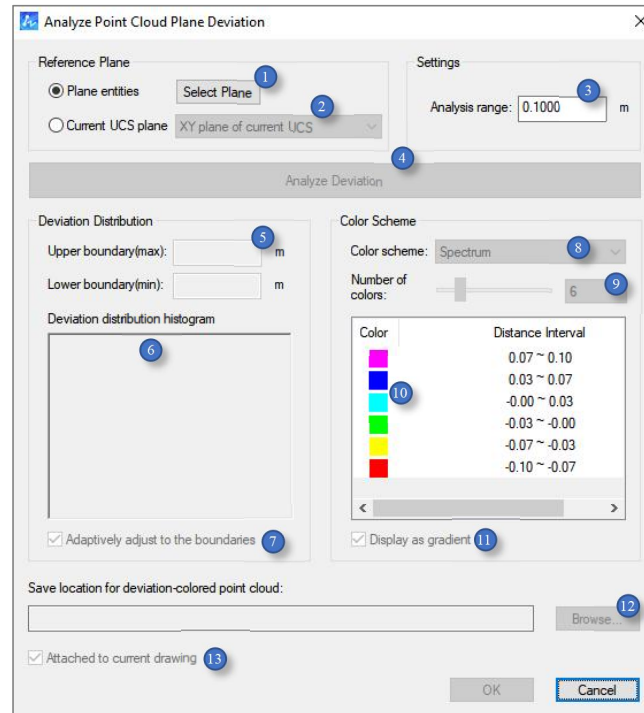 Analyze Point Cloud Plane Deviation
Reference Plane
Settings
1
Plane entities
Select Plane
2
Current UCS plane
XY plane of current UCS
3
Analysis range:
0.1000
m
4
Analyze Deviation
Deviation Distribution
5
Upper boundary(max):
m
Lower boundary(min):
m
Deviation distribution histogram
6
Adaptively adjust to the boundaries
7
Color Scheme
Color scheme:
Spectrum
8
Number of
colors:
6
9
Color
Distance Interval
0.07 ~ 0.10
0.03 ~ 0.07
10
-0.00 ~ 0.03
-0.03 ~ -0.00
-0.07 ~ -0.03
-0.10 ~ -0.07
Display as gradient
11
Save location for deviation-colored point cloud:
12
Browse...
Attached to current drawing
13
OK
Cancel